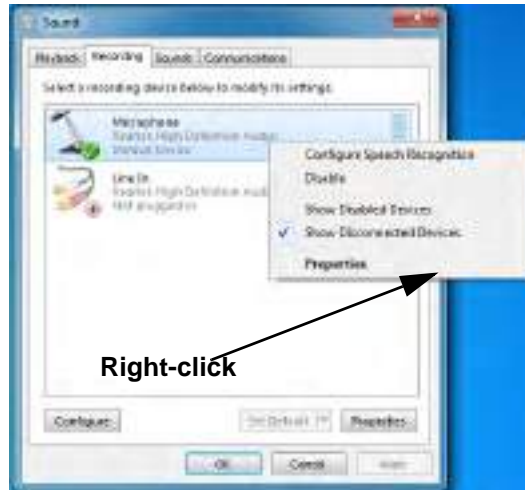 Sound
Playback Recording Sounds Communications
Select a recording device below to modify its settings:
Microphone
Realtek High Definition Audio
Default Device
Configure Speech Recognition
Disable
Line In
Realtek High Definition Audio
Not plugged in
Show Disabled Devices
Show Disconnected Devices
Properties
Right-click
Configure Set Default Properties
OK Cancel Apply